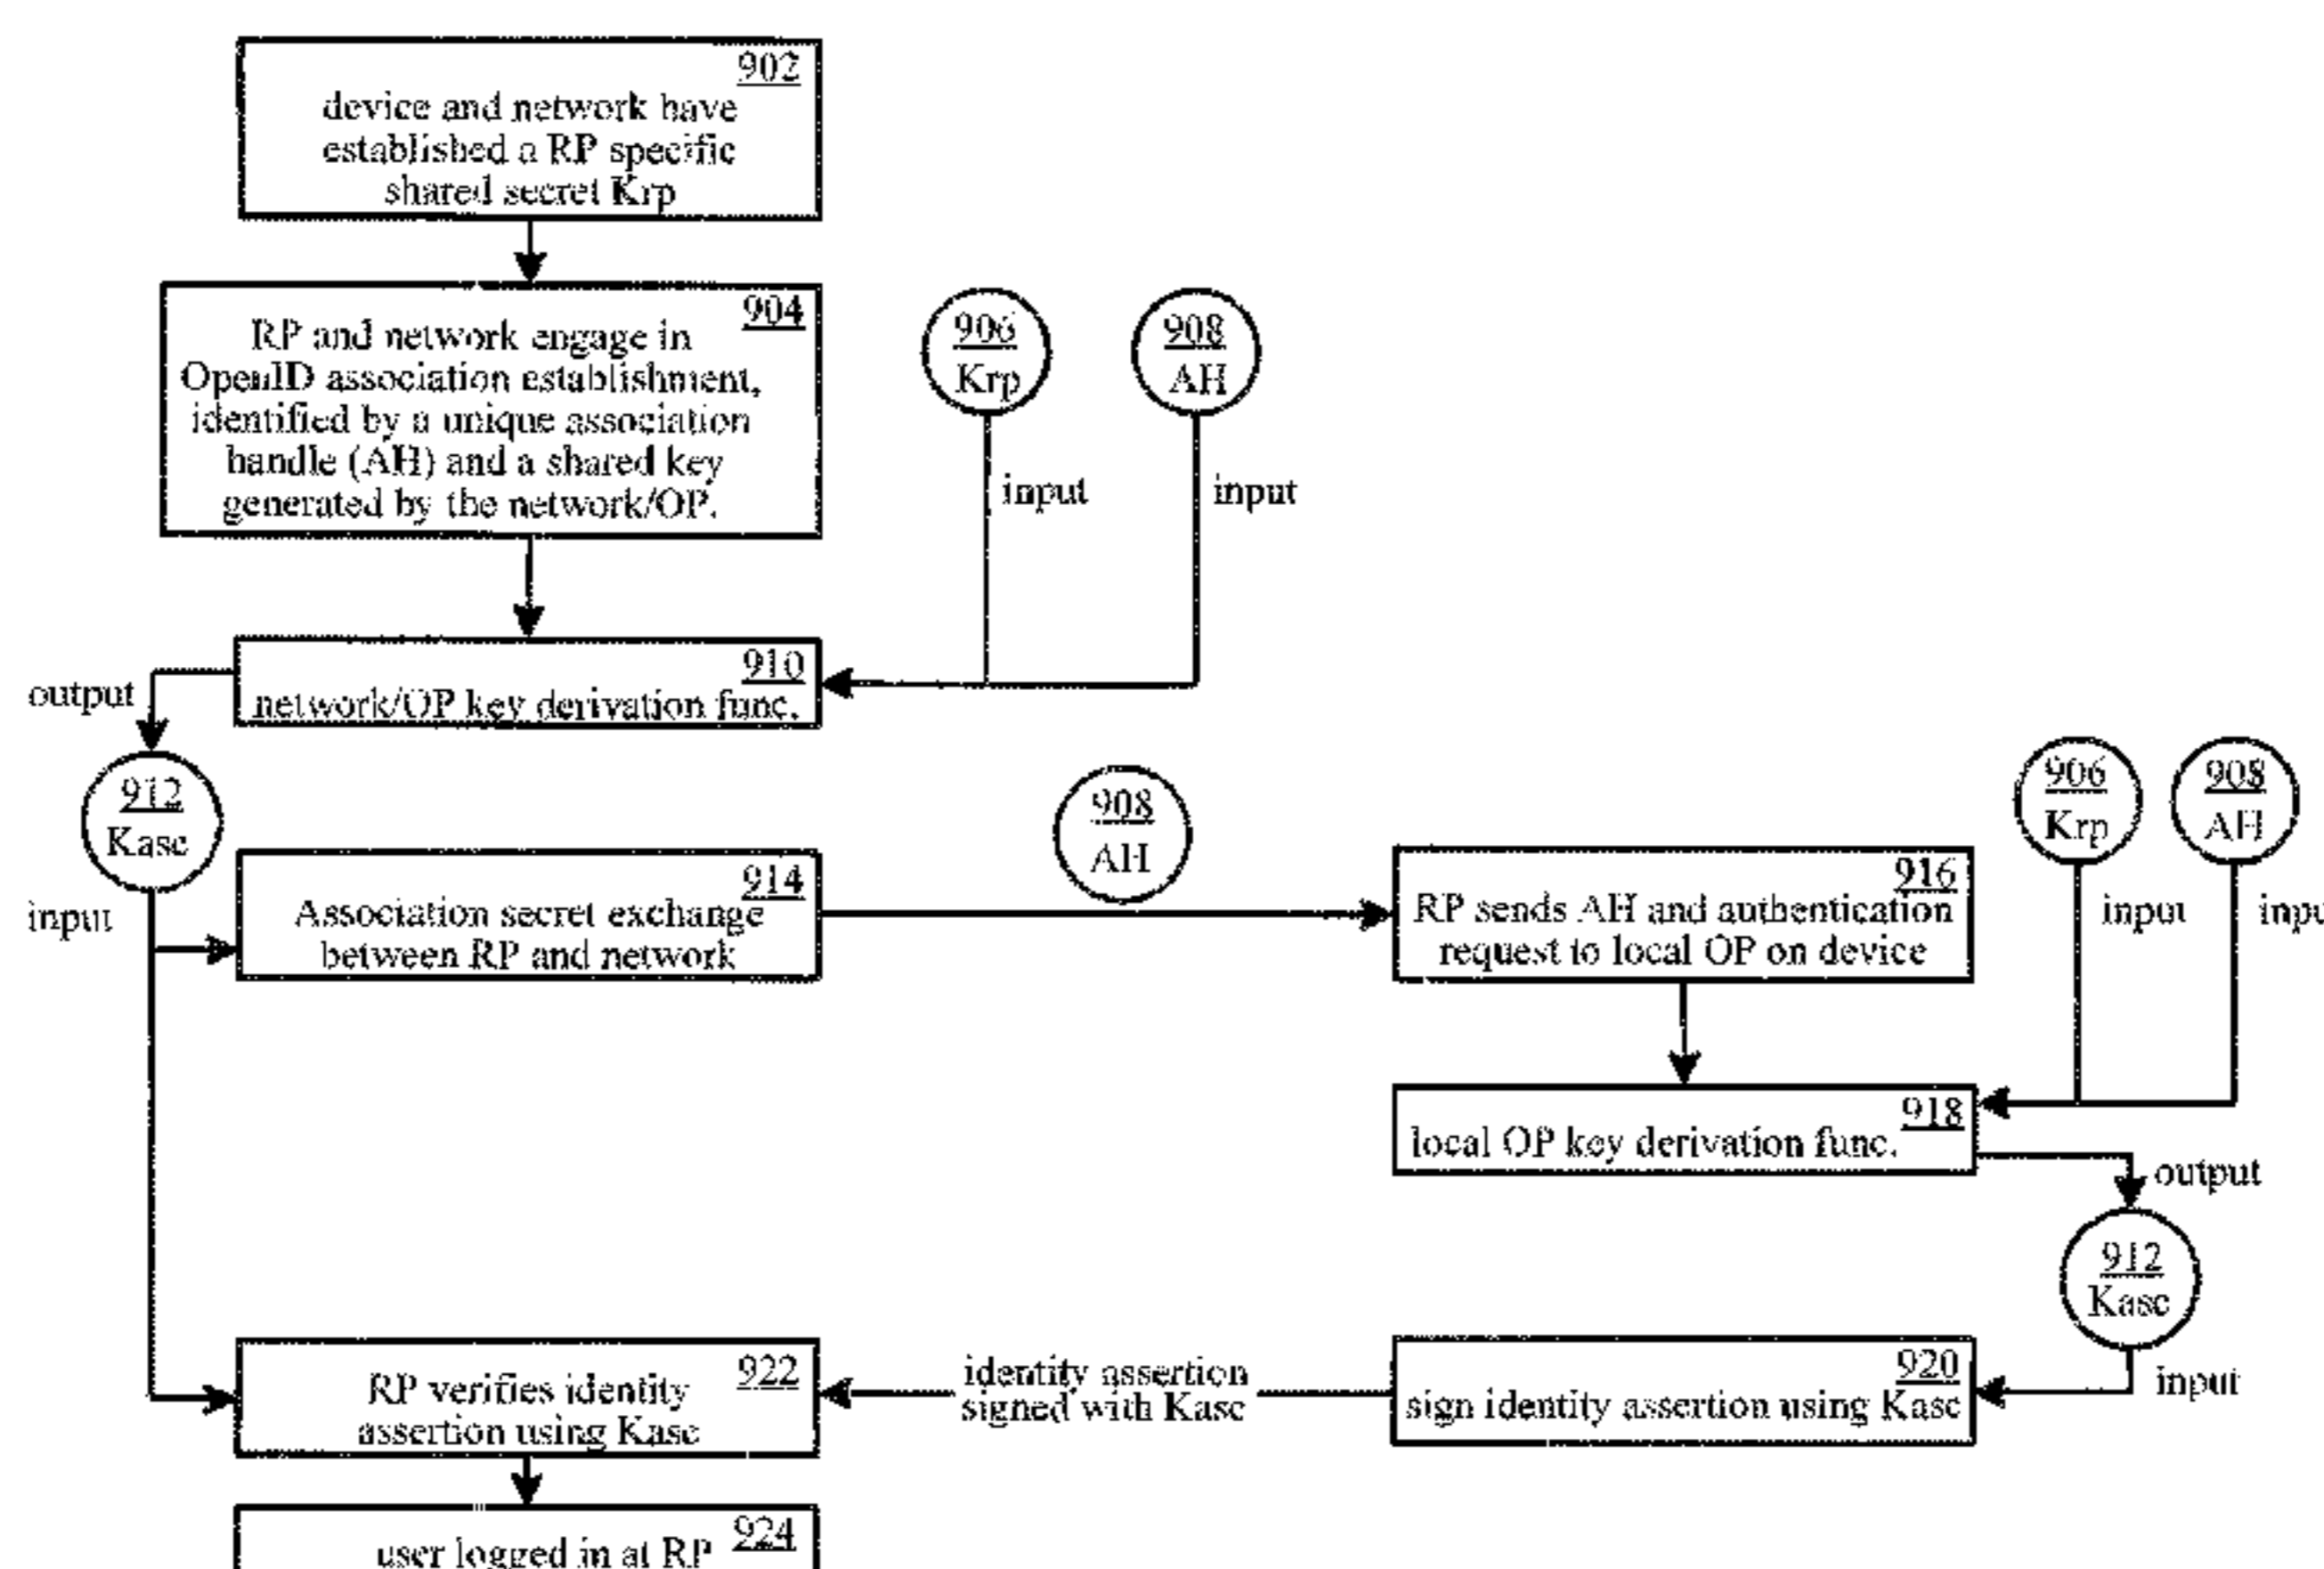 902
device and network have
established a RP specific
shared secret Krp
904
RP and network engage in
OpenID association establishment,
identified by a unique association
handle (AH) and a shared key
generated by the network/OP.
906
Krp
908
AH
input
input
910
network/OP key derivation func.
output
912
Kasc
input
914
Association secret exchange
between RP and network
908
AH
916
RP sends AH and authentication
request to local OP on device
906
Krp
908
AH
input
inpu
918
local OP key derivation func.
output
912
Kasc
input
920
sign identity assertion using Kasc
identity assertion
signed with Kasc
922
RP verifies identity
assertion using Kasc
924
user logged in at RP